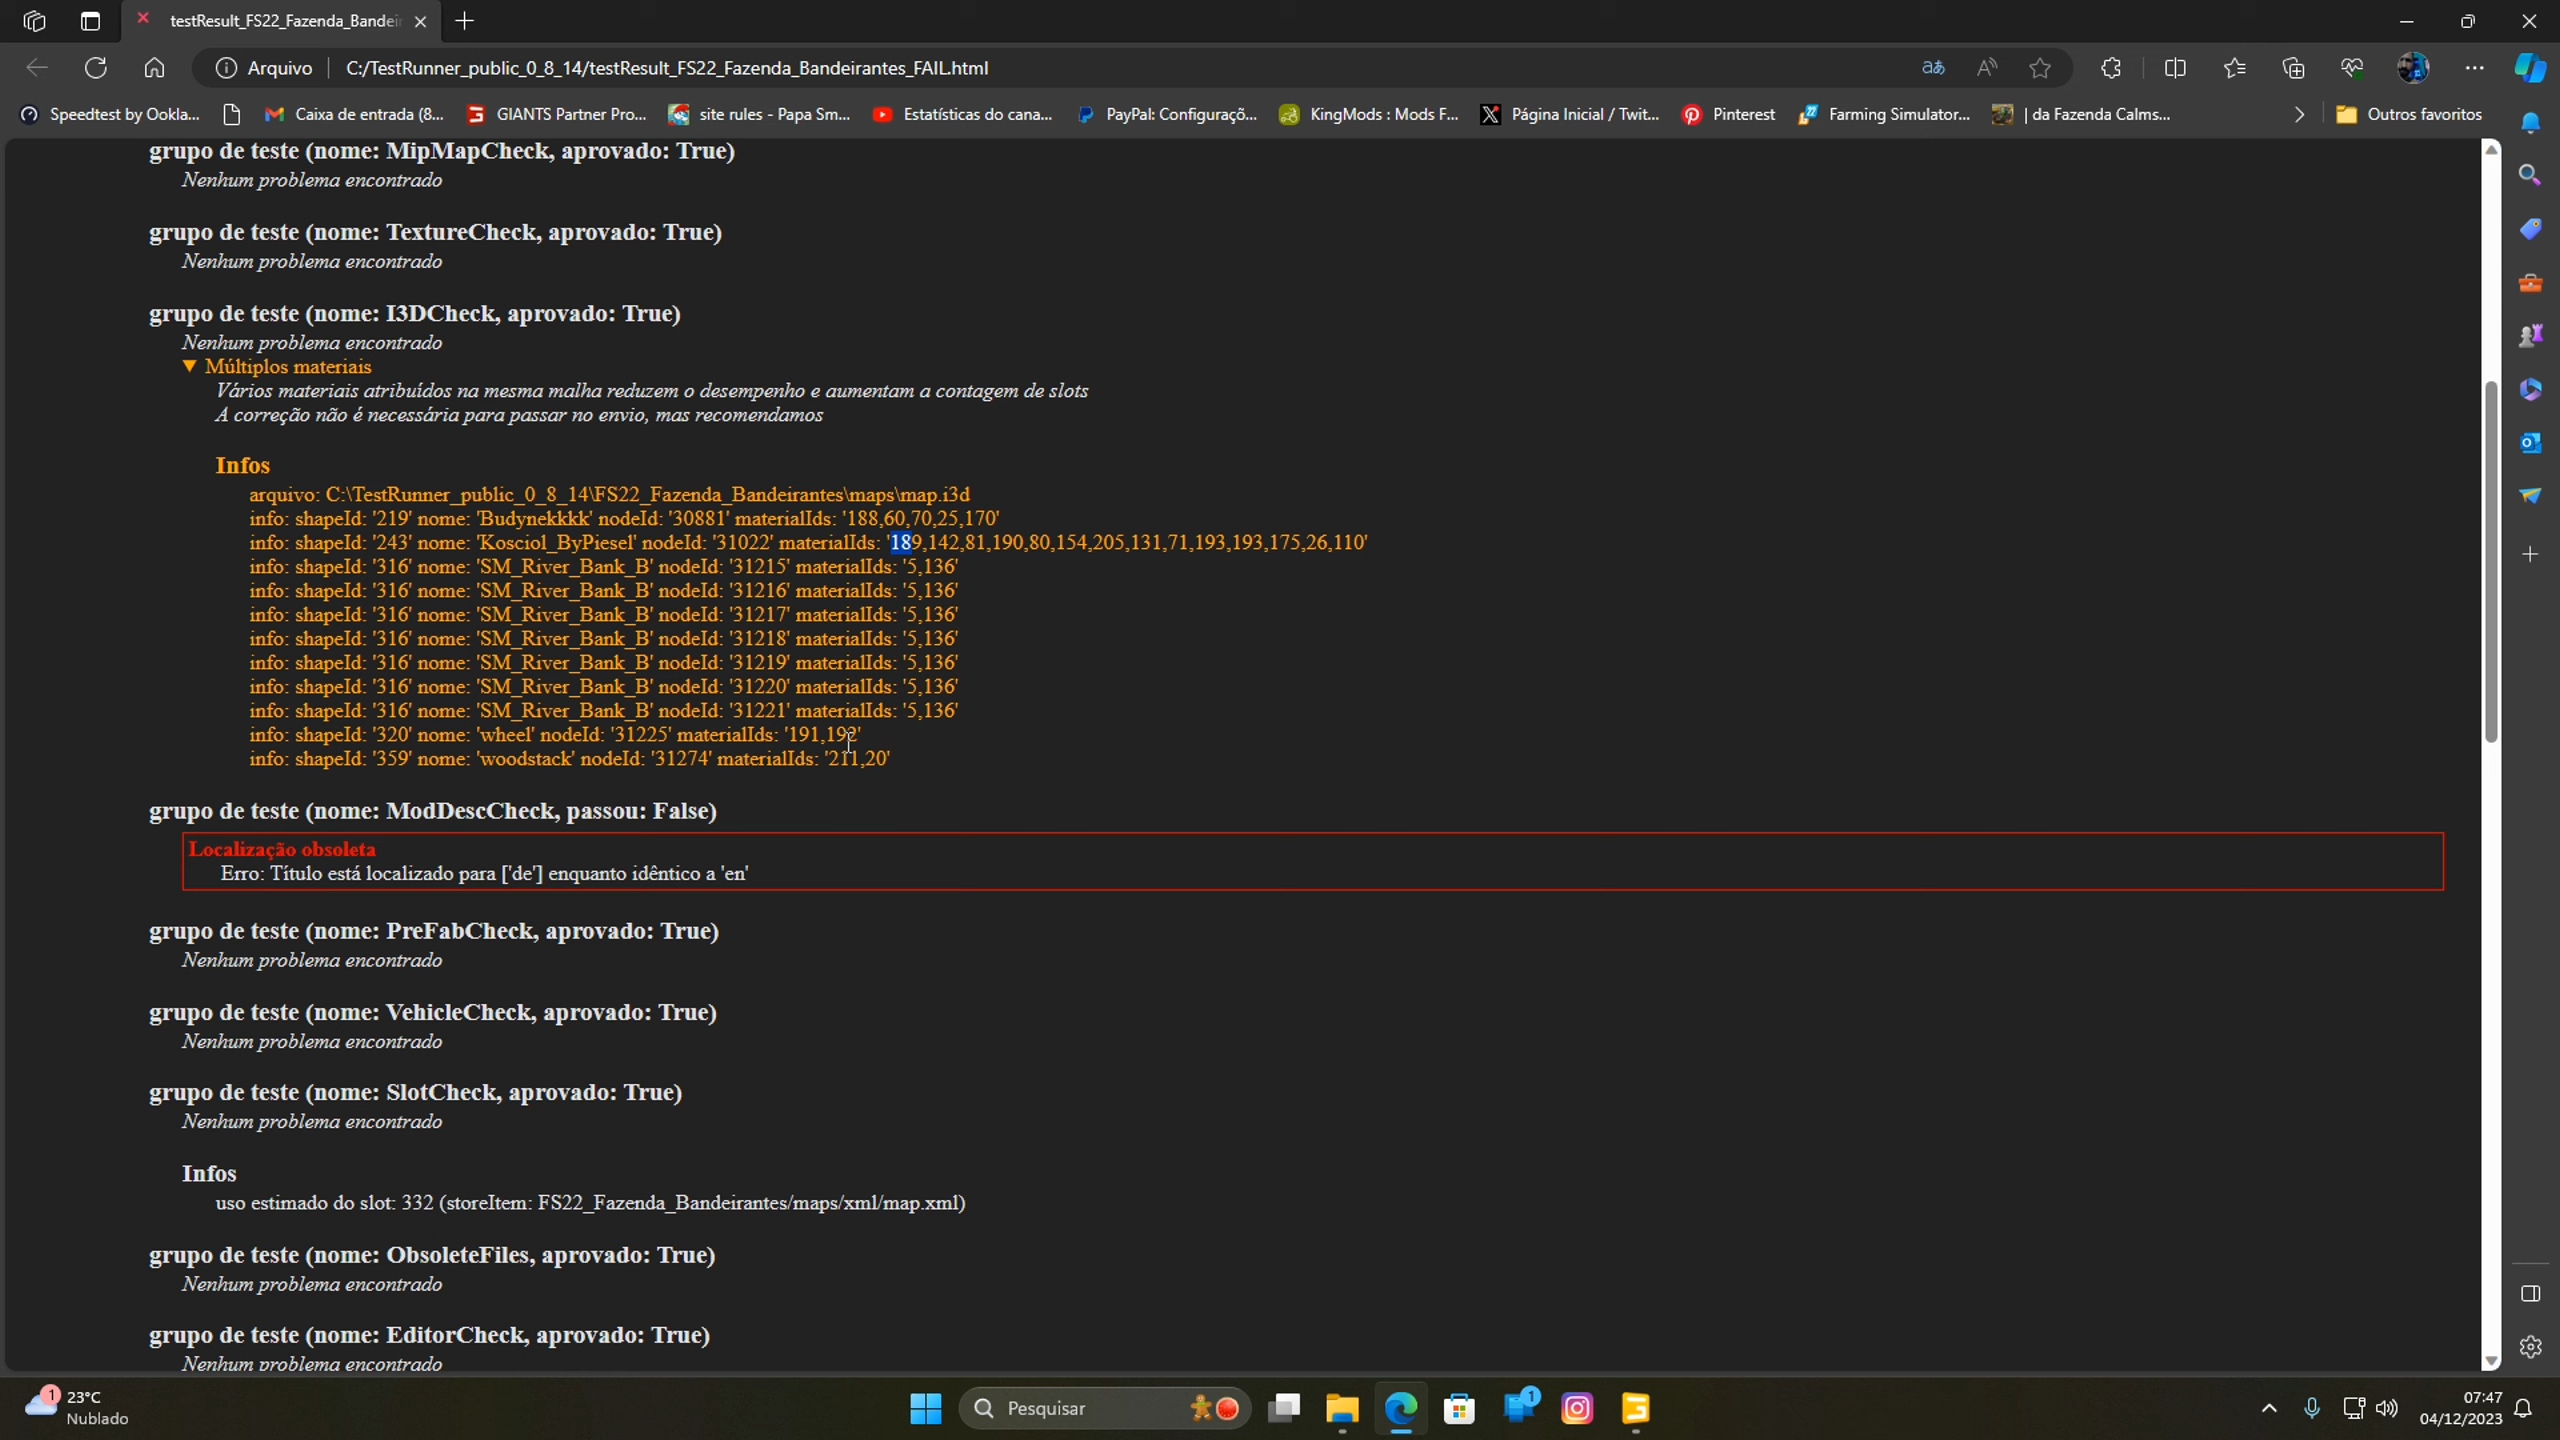 testResult_FS22_Fazenda_Bandei
Arquivo
C:/TestRunner_public_0_8_14/testResult_FS22_Fazenda_Bandeirantes_FAIL.html
Speedtest by Ookla...
Caixa de entrada (8...
GIANTS Partner Pro...
site rules - Papa Sm...
Estatísticas do cana...
PayPal: Configuraçõ...
KingMods : Mods F...
Página Inicial / Twit...
Pinterest
Farming Simulator...
| da Fazenda Calms...
Outros favoritos
grupo de teste (nome: MipMapCheck, aprovado: True)
Nenhum problema encontrado
grupo de teste (nome: TextureCheck, aprovado: True)
Nenhum problema encontrado
grupo de teste (nome: I3DCheck, aprovado: True)
Nenhum problema encontrado
▼ Múltiplos materiais
Vários materiais atribuídos na mesma malha reduzem o desempenho e aumentam a contagem de slots
A correção não é necessária para passar no envio, mas recomendamos
Infos
arquivo: C:\TestRunner_public_0_8_14\FS22_Fazenda_Bandeirantes\maps\map.i3d
info: shapeId: '219' nome: 'Budynekkkk' nodeId: '30881' materialIds: '188,60,70,25,170'
info: shapeId: '243' nome: 'Kosciol_ByPiesel' nodeId: '31022' materialIds: '189,142,81,190,80,154,205,131,71,193,193,175,26,110'
info: shapeId: '316' nome: 'SM_River_Bank_B' nodeId: '31215' materialIds: '5,136'
info: shapeId: '316' nome: 'SM_River_Bank_B' nodeId: '31216' materialIds: '5,136'
info: shapeId: '316' nome: 'SM_River_Bank_B' nodeId: '31217' materialIds: '5,136'
info: shapeId: '316' nome: 'SM_River_Bank_B' nodeId: '31218' materialIds: '5,136'
info: shapeId: '316' nome: 'SM_River_Bank_B' nodeId: '31219' materialIds: '5,136'
info: shapeId: '316' nome: 'SM_River_Bank_B' nodeId: '31220' materialIds: '5,136'
info: shapeId: '316' nome: 'SM_River_Bank_B' nodeId: '31221' materialIds: '5,136'
info: shapeId: '320' nome: 'wheel' nodeId: '31225' materialIds: '191,192'
info: shapeId: '359' nome: 'woodstack' nodeId: '31274' materialIds: '211,20'
grupo de teste (nome: ModDescCheck, passou: False)
Localização obsoleta
Erro: Título está localizado para ['de'] enquanto idêntico a 'en'
grupo de teste (nome: PreFabCheck, aprovado: True)
Nenhum problema encontrado
grupo de teste (nome: VehicleCheck, aprovado: True)
Nenhum problema encontrado
grupo de teste (nome: SlotCheck, aprovado: True)
Nenhum problema encontrado
Infos
uso estimado do slot: 332 (storeItem: FS22_Fazenda_Bandeirantes/maps/xml/map.xml)
grupo de teste (nome: ObsoleteFiles, aprovado: True)
Nenhum problema encontrado
grupo de teste (nome: EditorCheck, aprovado: True)
Nenhum problema encontrado
1
23°C
Nublado
Pesquisar
1
07:47
04/12/2023